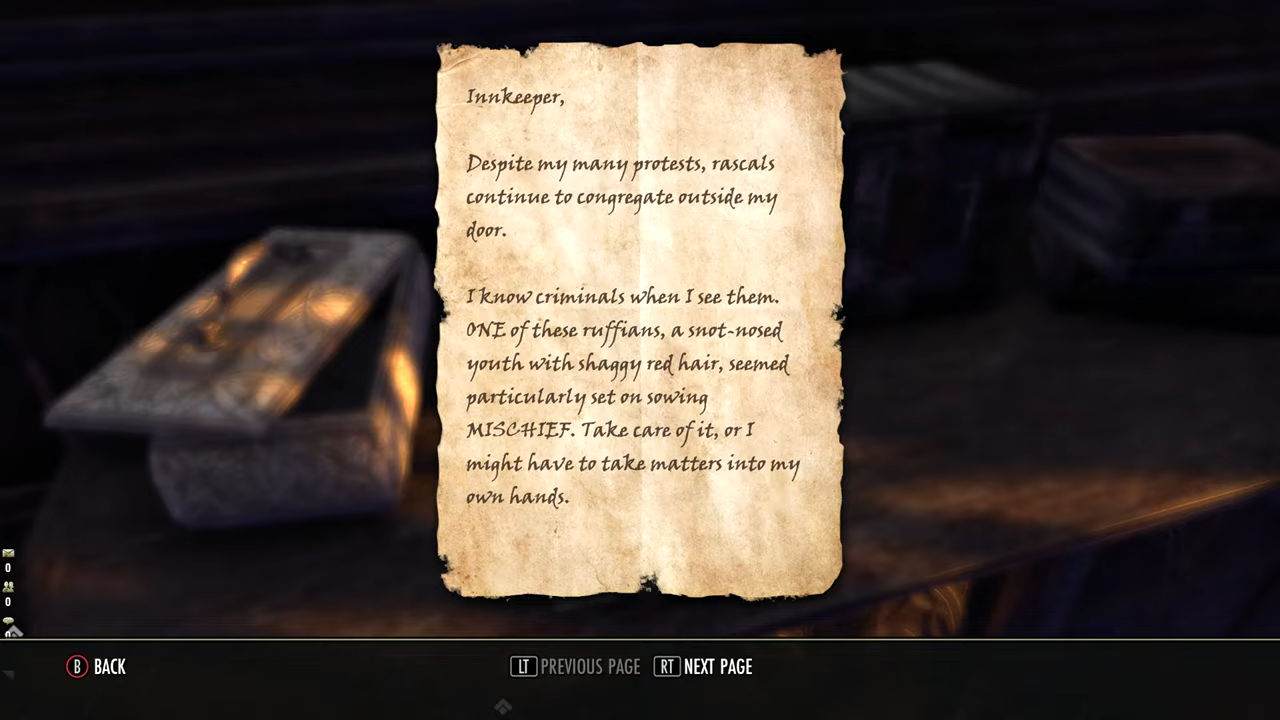 Innkeeper,
Despite my many protests, rascals
continue to congregate outside my
door.
I know criminals when I see them.
ONE of these ruffians, a snot-nosed
youth with shaggy red hair, seemed
particularly set on sowing
MISCHIEF. Take care of it, or I
might have to take matters into my
own hands.
0
0
B BACK
LT PREVIOUS PAGE RT NEXT PAGE